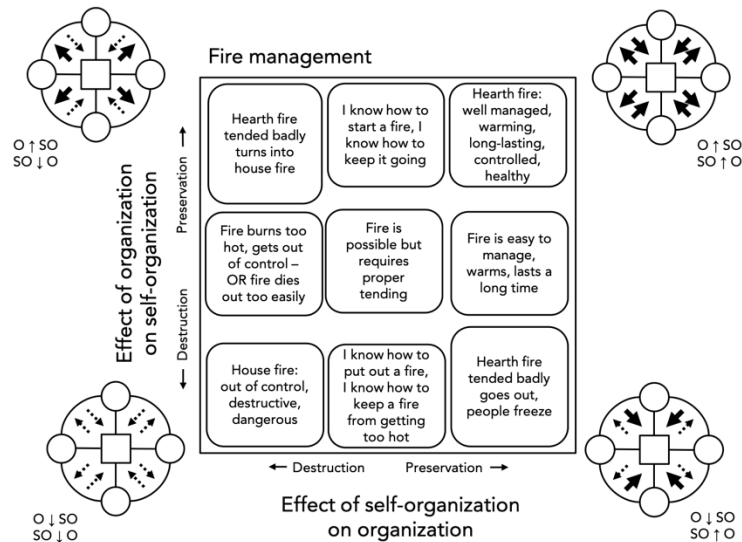 Fire management
O ↑ SO
SO ↓ O
O ↑ SO
SO ↑ O
Effect of organization
on self-organization
Preservation
Destruction
Hearth fire
tended badly
turns into
house fire
I know how to
start a fire, I
know how to
keep it going
Hearth fire:
well managed,
warming,
long-lasting,
controlled,
healthy
Fire burns too
hot, gets out
of control –
OR fire dies
out too easily
Fire is
possible but
requires
proper
tending
Fire is easy to
manage,
warms, lasts a
long time
House fire:
out of control,
destructive,
dangerous
I know how to
put out a fire,
I know how to
keep a fire
from getting
too hot
Hearth fire
tended badly
goes out,
people freeze
← Destruction Preservation →
Effect of self-organization
on organization
O ↓ SO
SO ↓ O
O ↓ SO
SO ↑ O